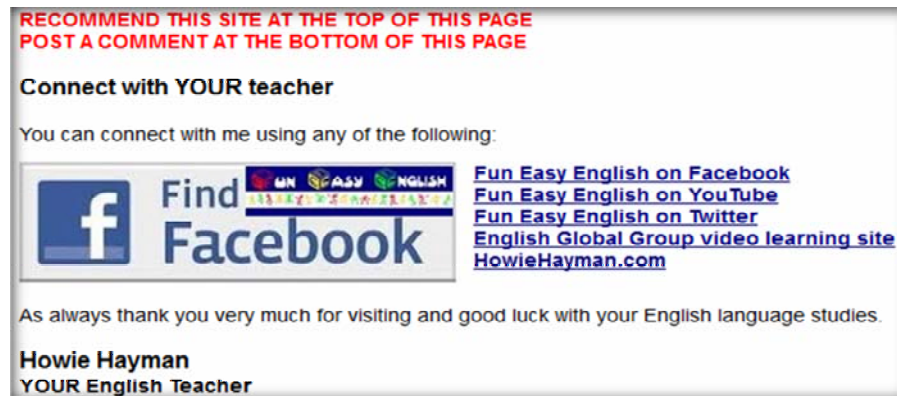 RECOMMEND THIS SITE AT THE TOP OF THIS PAGE
POST A COMMENT AT THE BOTTOM OF THIS PAGE
Connect with YOUR teacher
You can connect with me using any of the following:
Find FUN EASY ENGLISH
Facebook
Fun Easy English on Facebook
Fun Easy English on YouTube
Fun Easy English on Twitter
English Global Group video learning site
HowieHayman.com
As always thank you very much for visiting and good luck with your English language studies.
Howie Hayman
YOUR English Teacher